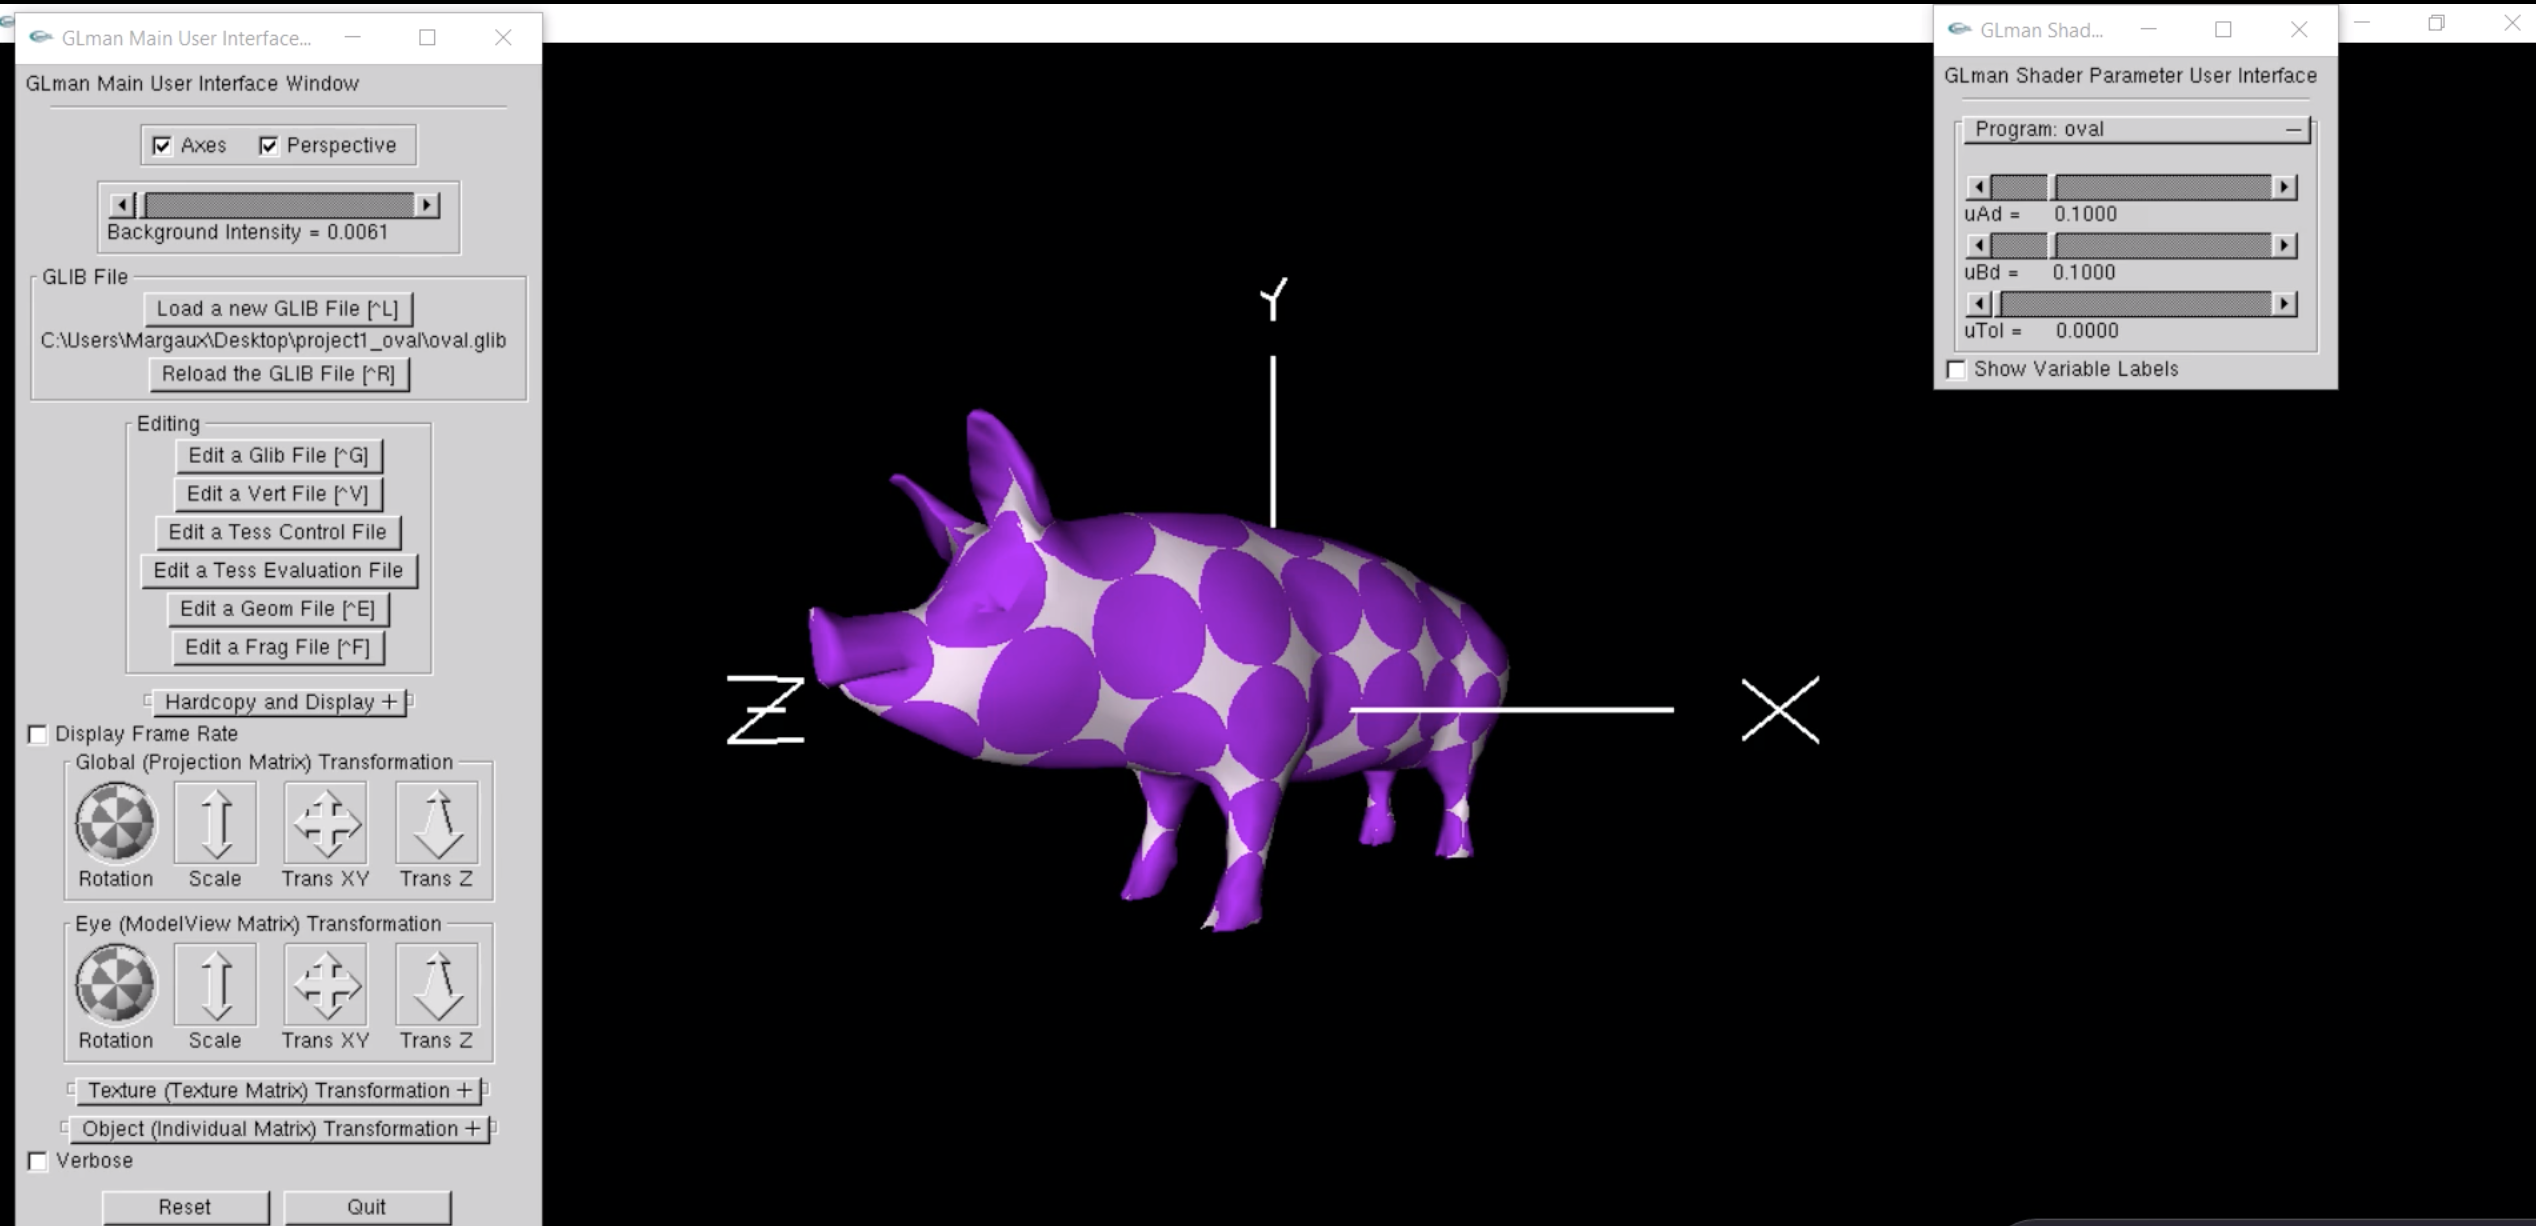 GLman Main User Interface...
GLman Main User Interface Window
Axes Perspective
Background Intensity = 0.0061
GLIB File
Load a new GLIB File [^L]
C:\Users\Margaux\Desktop\project1_oval\oval.glib
Reload the GLIB File [^R]
Editing
Edit a Glib File [^G]
Edit a Vert File [^V]
Edit a Tess Control File
Edit a Tess Evaluation File
Edit a Geom File [^E]
Edit a Frag File [^F]
Hardcopy and Display +
Display Frame Rate
Global (Projection Matrix) Transformation
Rotation Scale Trans XY Trans Z
Eye (ModelView Matrix) Transformation
Rotation Scale Trans XY Trans Z
Texture (Texture Matrix) Transformation +
Object (Individual Matrix) Transformation +
Verbose
Reset Quit
Y
Z
X
GLman Shad...
GLman Shader Parameter User Interface
Program: oval
uAd = 0.1000
uBd = 0.1000
uTol = 0.0000
Show Variable Labels